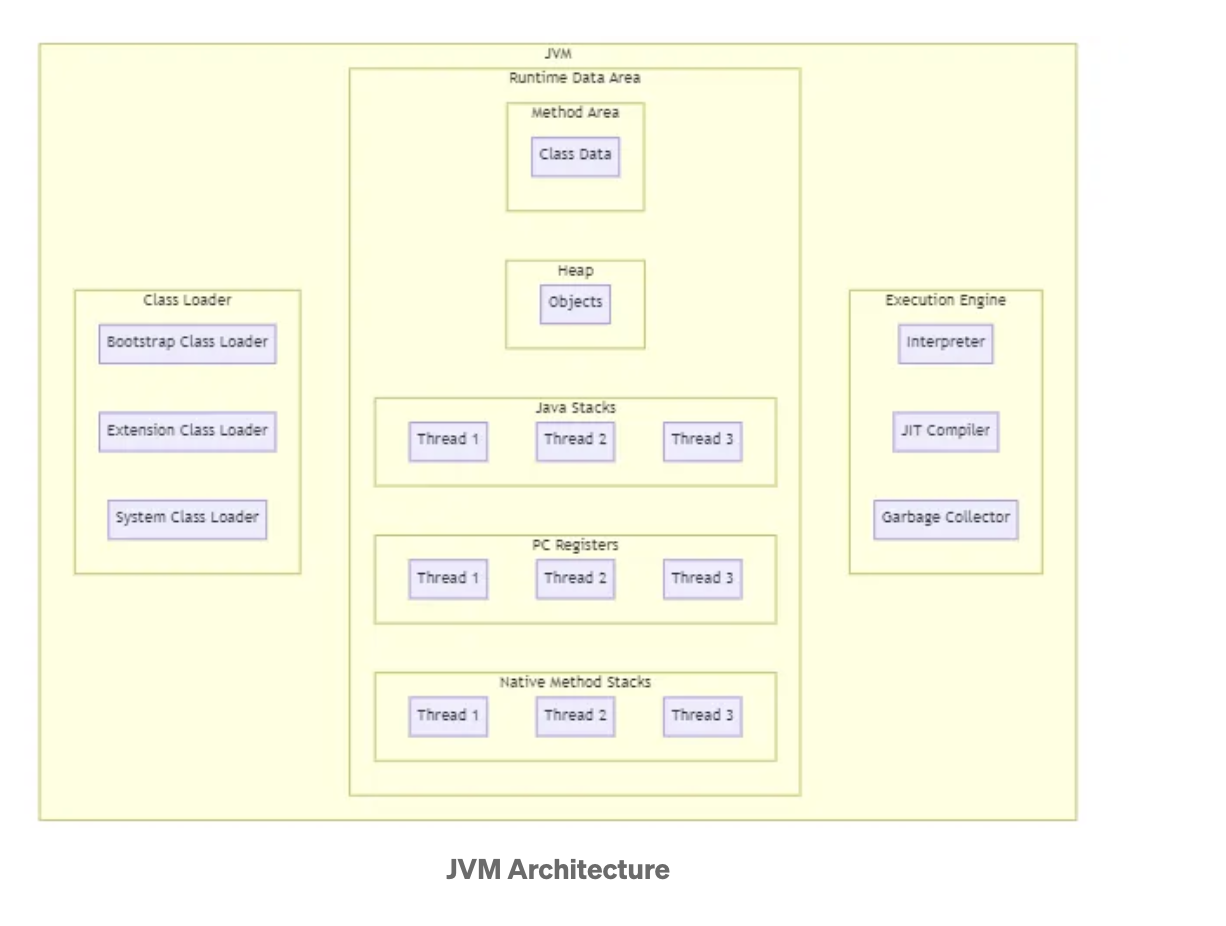 JVM
Runtime Data Area
Method Area
Class Data
Heap
Objects
Class Loader
Bootstrap Class Loader
Extension Class Loader
System Class Loader
Java Stacks
Thread 1 Thread 2 Thread 3
PC Registers
Thread 1 Thread 2 Thread 3
Native Method Stacks
Thread 1 Thread 2 Thread 3
Execution Engine
Interpreter
JIT Compiler
Garbage Collector
JVM Architecture